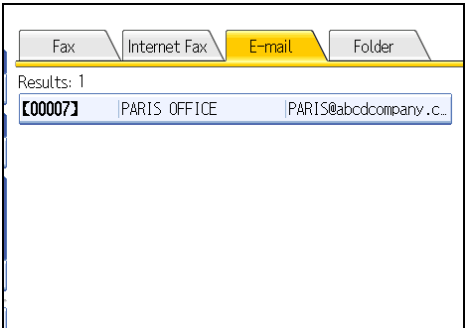 Fax Internet Fax E-mail Folder
Results: 1
【00007】 PARIS OFFICE PARIS@abcdcompany.c…